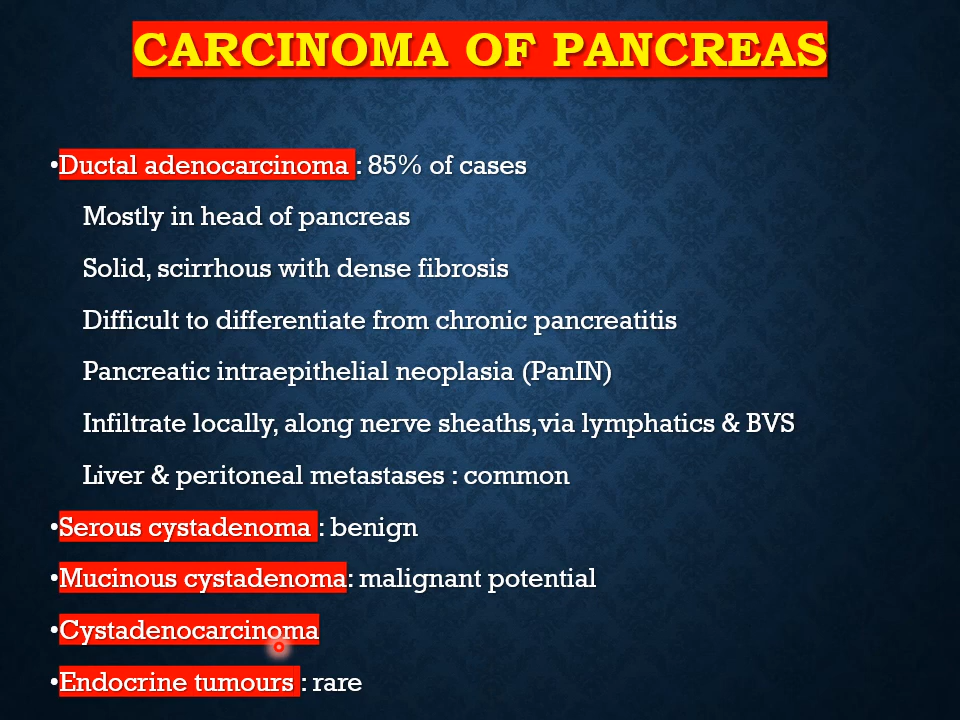 CARCINOMA OF PANCREAS
•Ductal adenocarcinoma : 85% of cases
Mostly in head of pancreas
Solid, scirrhous with dense fibrosis
Difficult to differentiate from chronic pancreatitis
Pancreatic intraepithelial neoplasia (PanIN)
Infiltrate locally, along nerve sheaths,via lymphatics & BVS
Liver & peritoneal metastases : common
•Serous cystadenoma : benign
•Mucinous cystadenoma: malignant potential
•Cystadenocarcinoma
•Endocrine tumours : rare